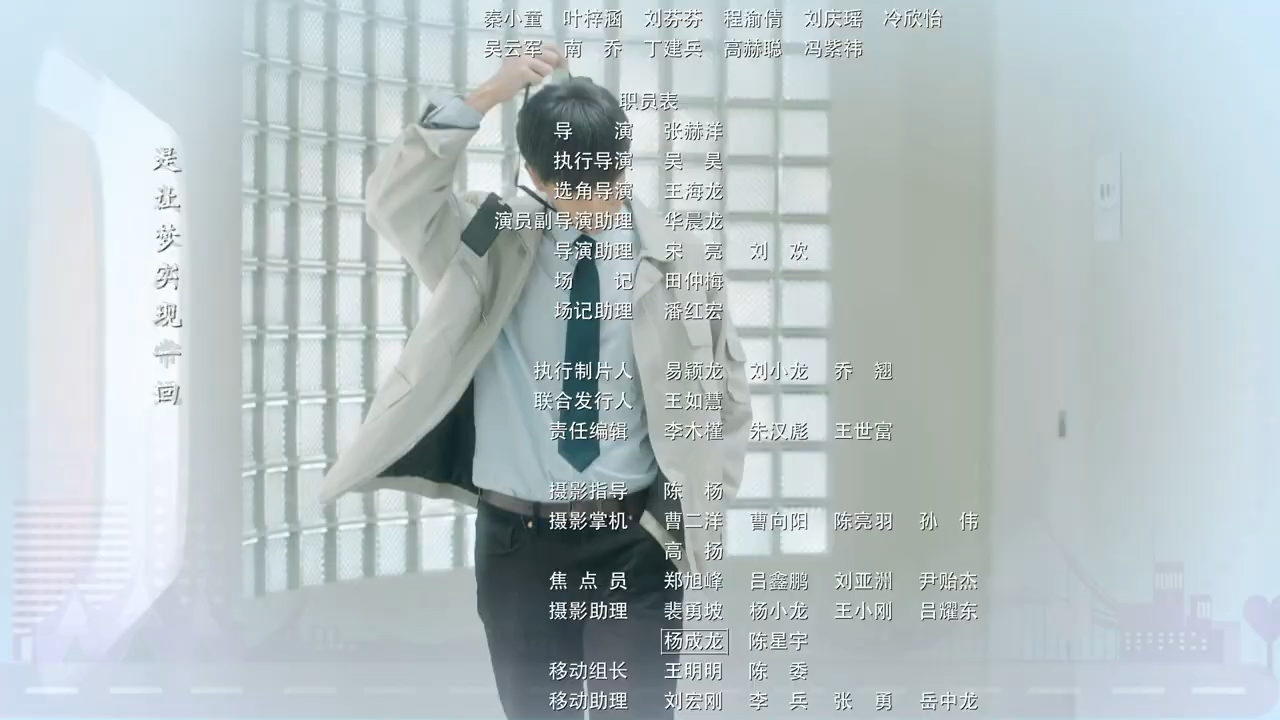 秦小童 叶梓涵 刘芬芬 程渝倩 刘庆瑶 冷欣怡
吴云军 南 乔 丁建兵 高赫聪 冯紫祎
职员表
导 演 张赫洋
执行导演 吴 昊
选角导演 王海龙
演员副导演助理 华晨龙
导演助理 宋 亮 刘 欢
场 记 田仲梅
场记助理 潘红宏
执行制片人 易颖龙 刘小龙 乔 翘
联合发行人 王如慧
责任编辑 李木槿 朱汉彪 王世富
摄影指导 陈 杨
摄影掌机 曹二洋 曹向阳 陈亮羽 孙 伟
高 扬
焦 点 员 郑旭峰 吕鑫鹏 刘亚洲 尹贻杰
摄影助理 裴勇坡 杨小龙 王小刚 吕耀东
杨成龙 陈星宇
移动组长 王明明 陈 委
移动助理 刘宏刚 李 兵 张 勇 岳中龙
是让梦实现